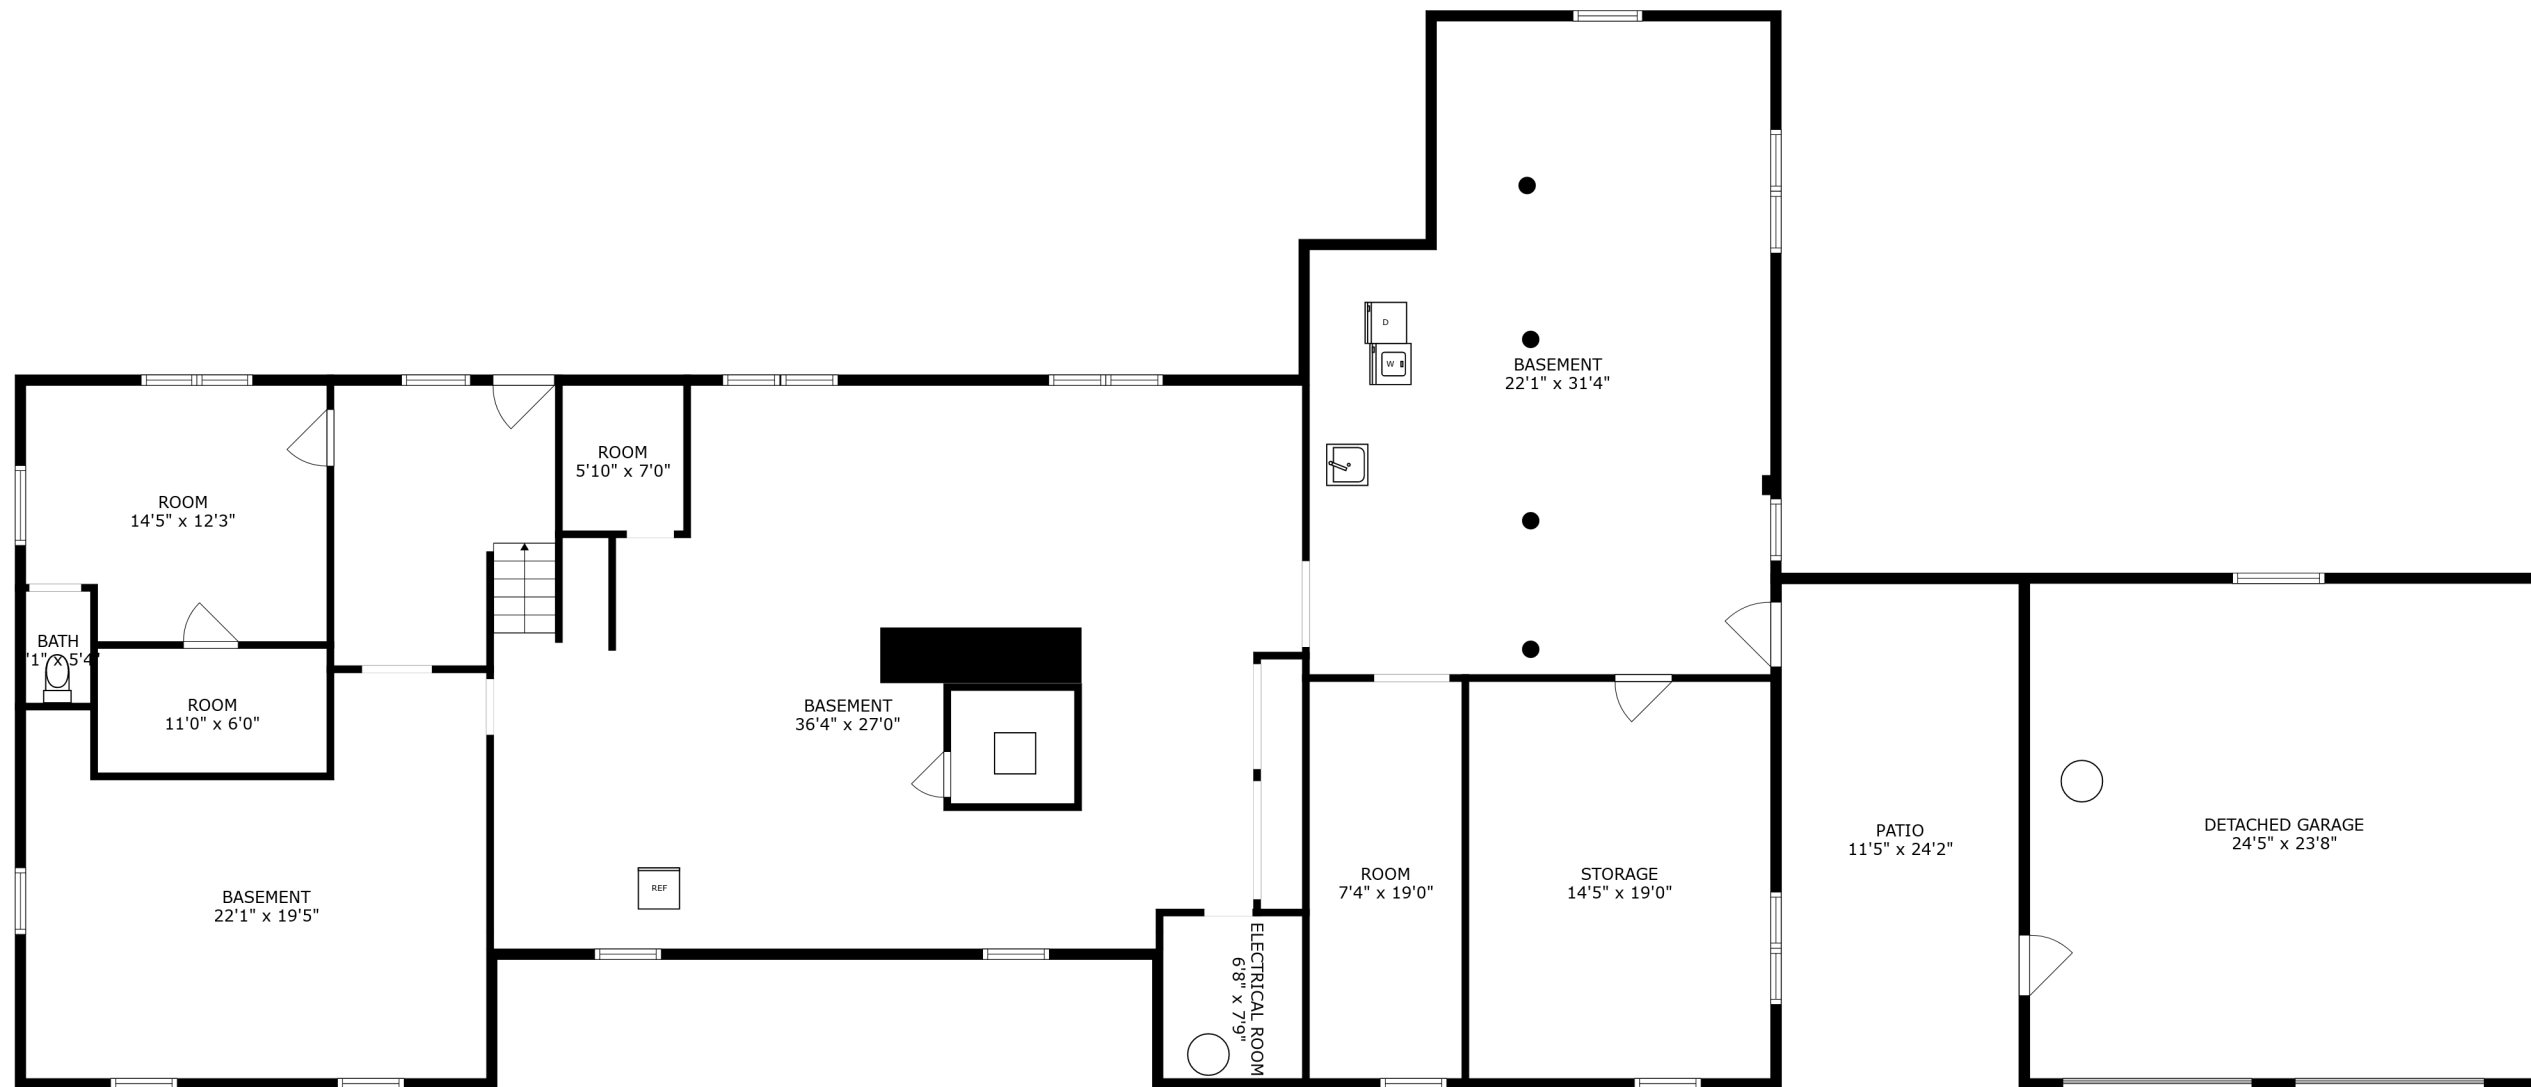 D
W
BASEMENT
22'1" x 31'4"
ROOM
5'10" x 7'0"
ROOM
14'5" x 12'3"
BATH
'1" x 5'4"
ROOM
11'0" x 6'0"
BASEMENT
36'4" x 27'0"
BASEMENT
22'1" x 19'5"
REF
ELECTRICAL ROOM
6'8" x 7'9"
ROOM
7'4" x 19'0"
STORAGE
14'5" x 19'0"
PATIO
11'5" x 24'2"
DETACHED GARAGE
24'5" x 23'8"